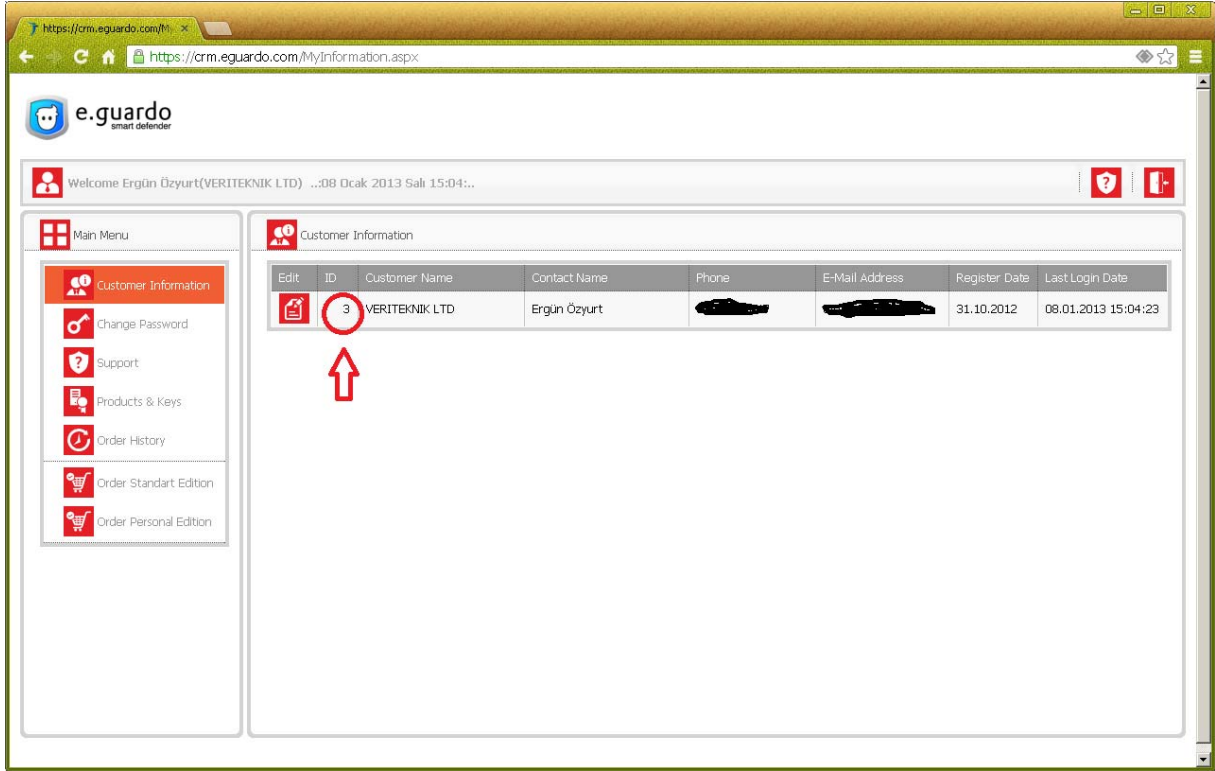 https://crm.eguardo.com/M
https://crm.eguardo.com/MyInformation.aspx
e.guardo
smart defender
Welcome Ergün Özyurt(VERITEKNIK LTD) ..:08 Ocak 2013 Salı 15:04:..
Main Menu
Customer Information
Change Password
Support
Products & Keys
Order History
Order Standart Edition
Order Personal Edition
Customer Information
Edit ID Customer Name Contact Name Phone E-Mail Address Register Date Last Login Date
3 VERITEKNIK LTD Ergün Özyurt 31.10.2012 08.01.2013 15:04:23